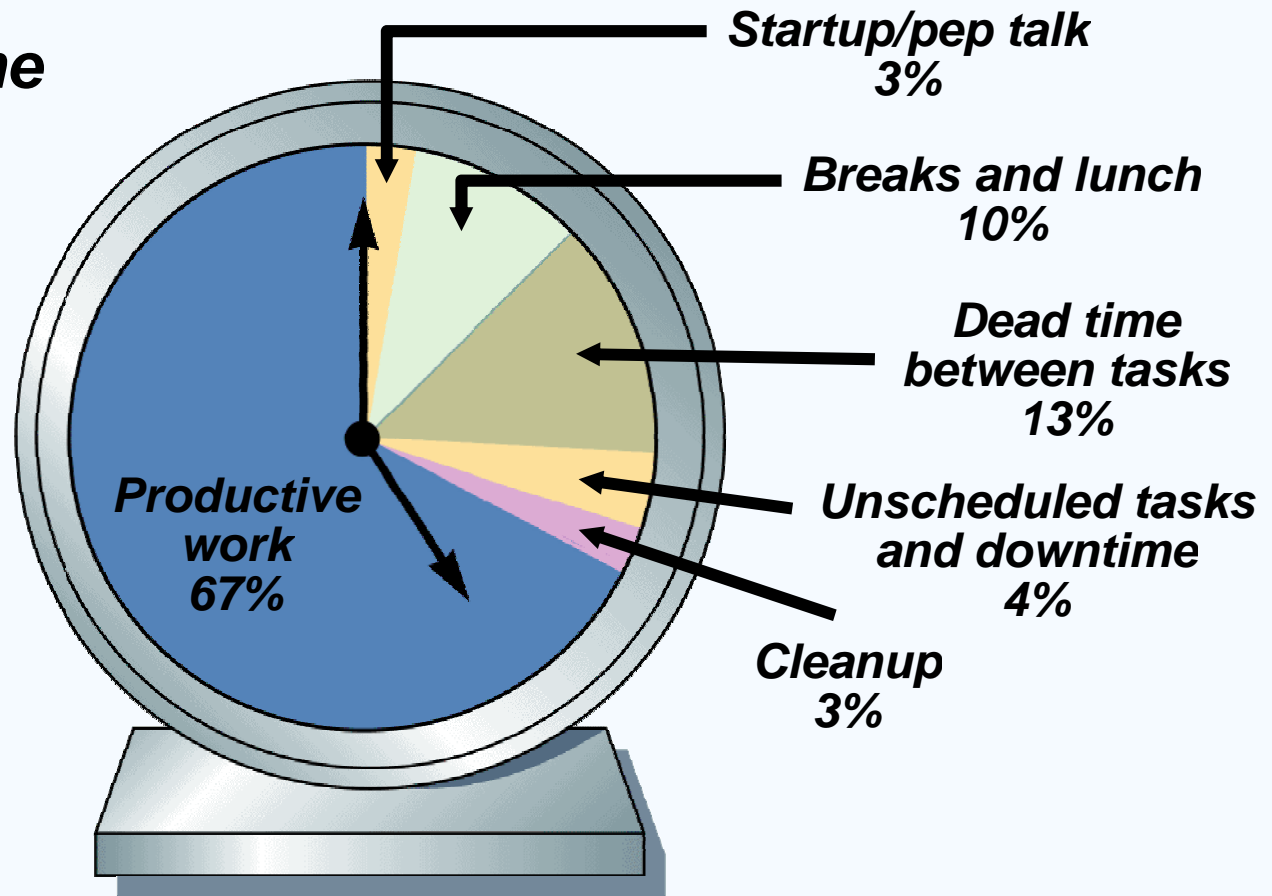 Startup/pep talk
3%
Breaks and lunch
10%
Dead time
between tasks
13%
Unscheduled tasks
and downtime
4%
Cleanup
3%
Productive
work
67%